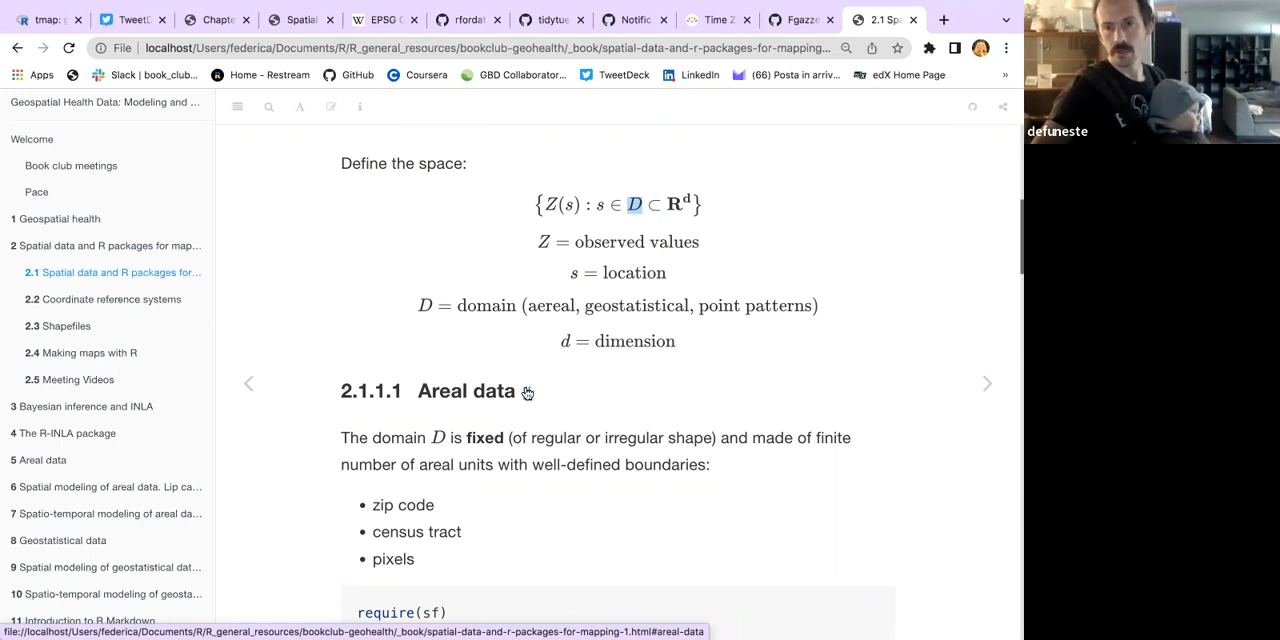 tmap: g
TweetD
Chapte
Spatial
EPSG G
rfordat
tidytue
Notific
Time Z
Fgazze
2.1 Spa
File
localhost/Users/federica/Documents/R/R_general_resources/bookclub-geohealth/_book/spatial-data-and-r-packages-for-mapping...
Apps
Slack | book_club...
Home - Restream
GitHub
Coursera
GBD Collaborator...
TweetDeck
LinkedIn
(66) Posta in arriv...
edX Home Page
»
Geospatial Health Data: Modeling and ...
Welcome
Book club meetings
Pace
1 Geospatial health
2 Spatial data and R packages for map...
2.1 Spatial data and R packages for...
2.2 Coordinate reference systems
2.3 Shapefiles
2.4 Making maps with R
2.5 Meeting Videos
3 Bayesian inference and INLA
4 The R-INLA package
5 Areal data
6 Spatial modeling of areal data. Lip ca...
7 Spatio-temporal modeling of areal da...
8 Geostatistical data
9 Spatial modeling of geostatistical dat...
10 Spatio-temporal modeling of geosta...
11 Introduction to R Markdown
Define the space:
{Z(s) : s ∈ D ⊂ R^d}
Z = observed values
s = location
D = domain (aereal, geostatistical, point patterns)
d = dimension
2.1.1.1 Areal data
The domain D is fixed (of regular or irregular shape) and made of finite
number of areal units with well-defined boundaries:
• zip code
• census tract
• pixels
require(sf)
file://localhost/Users/federica/Documents/R/R_general_resources/bookclub-geohealth/_book/spatial-data-and-r-packages-for-mapping-1.html#areal-data
defuneste